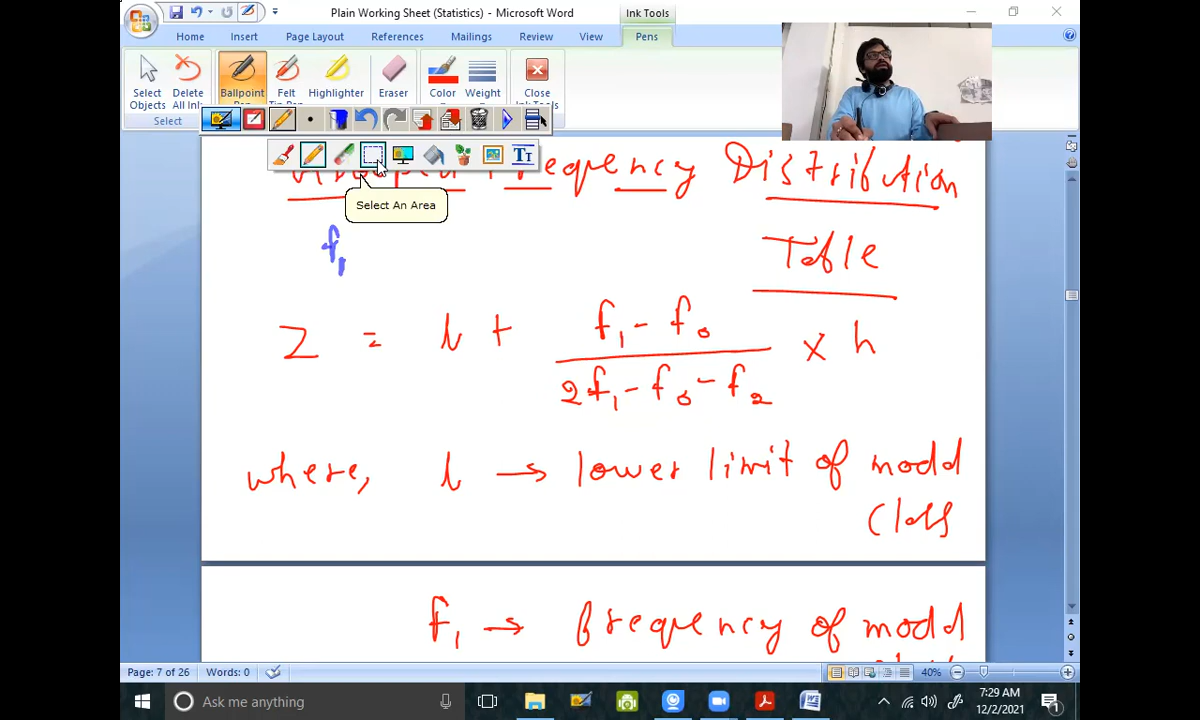 Plain Working Sheet (Statistics) - Microsoft Word
Ink Tools
Home Insert Page Layout References Mailings Review View Pens
Select Objects
Delete All Ink
Ballpoint
Felt
Highlighter
Eraser
Color
Weight
Close Ink Tools
Select
Select An Area
Frequency Distribution
Table
f₁
Z = l + (f₁ - f₀) / (2f₁ - f₀ - f₂) × h
where, l → lower limit of modal
class
f₁ → frequency of modal
Page: 7 of 26 Words: 0 40%
Ask me anything
7:29 AM
12/2/2021
1